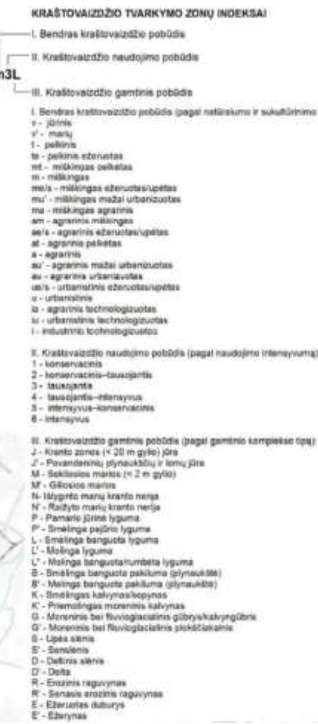 KRAŠTOVAIZDŽIO TVARKYMO ZONŲ INDEKSAI
I. Bendras kraštovaizdžio pobūdis
II. Kraštovaizdžio naudojimo pobūdis
m3L
III. Kraštovaizdžio gamtinis pobūdis
I. Bendras kraštovaizdžio pobūdis (pagal natūralumo ir sukultūrinimo
v - jūrinis
v' - marių
t - pelkinis
te - pelkinis ežeruotas
mt - miškingas pelkėtas
m - miškingas
me/s - miškingas ežeruotas/upėtas
mu' - miškingas mažai urbanizuotas
ma - miškingas agrarinis
am - agrarinis miškingas
ae/s - agrarinis ežeruotas/upėtas
at - agrarinis pelkėtas
a - agrarinis
au' - agrarinis mažai urbanizuotas
au - agrarinis urbanizuotas
ue/s - urbanistinis ežeruotas/upėtas
u - urbanistinis
ia - agrarinis technologizuotas
iu - urbanistinis technologizuotas
i - industrinis technologizuotas
II. Kraštovaizdžio naudojimo pobūdis (pagal naudojimo intensyvumą)
1 - konservacinis
2 - konservacinis-tausojantis
3 - tausojantis
4 - tausojantis-intensyvus
5 - intensyvus-konservacinis
6 - intensyvus
III. Kraštovaizdžio gamtinis pobūdis (pagal gamtinio komplekso tipą):
J - Kranto zonos (< 20 m gylio) jūra
J' - Povandeninių plynaukščių ir lomų jūra
M - Seklosios marios (< 2 m gylio)
M' - Giliosios marios
N- Išlyginto marių kranto nerija
N' - Raižyto marių kranto nerija
P - Pamario jūrinė lyguma
P' - Smėlinga pajūrio lyguma
L - Smėlinga banguota lyguma
L' - Molinga lyguma
L" - Molinga banguota/rumbėta lyguma
B - Smėlinga banguota pakiluma (plynaukštė)
B' - Molinga banguota pakiluma (plynaukštė)
K - Smėlingas kalvynas/kopynas
K' - Priemolingas moreninis kalvynas
G - Moreninis bei fliuvioglacialinis gūbrys/kalvyngūbris
G' - Moreninis bei fliuvioglacialinis plokščiakalnis
S - Upės slėnis
S' - Senslėnis
D - Deltinis slėnis
D' - Delta
R - Erozinis raguvynas
R' - Senasis erozinis raguvynas
E - Ežeruotas duburys
E' - Ežerynas